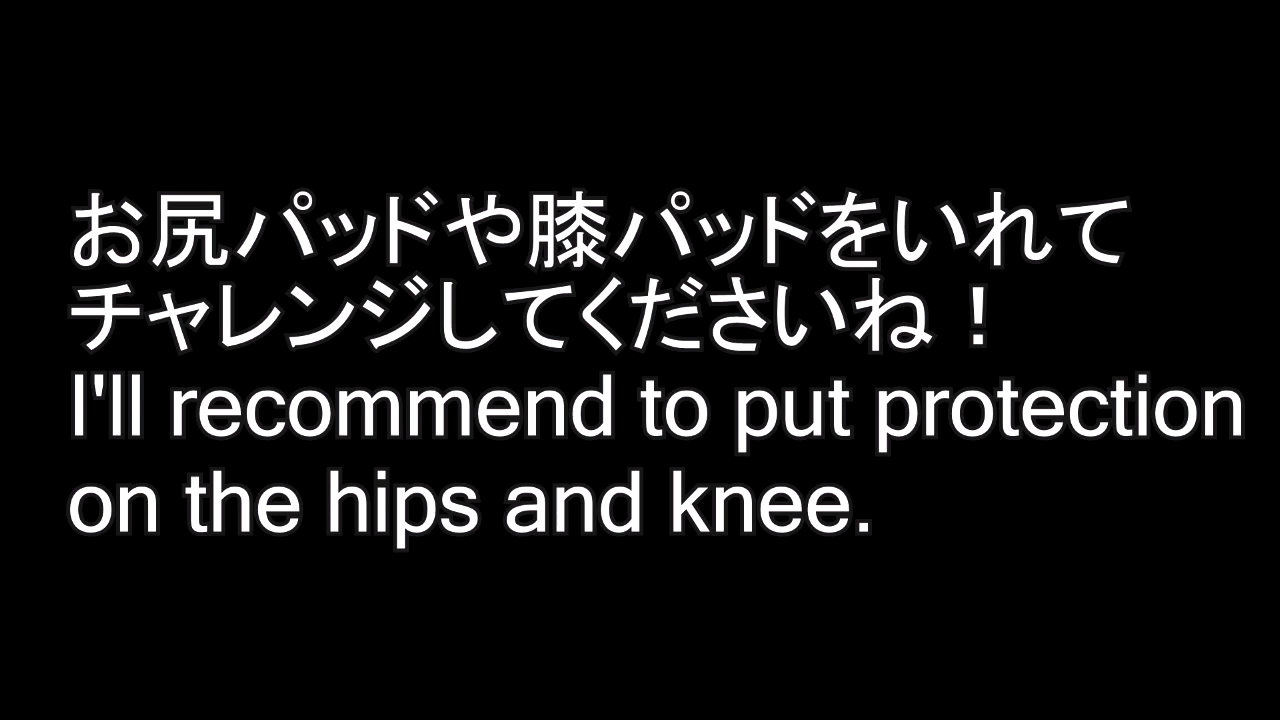 お尻パッドや膝パッドをいれて
チャレンジしてくださいね！
I'll recommend to put protection
on the hips and knee.